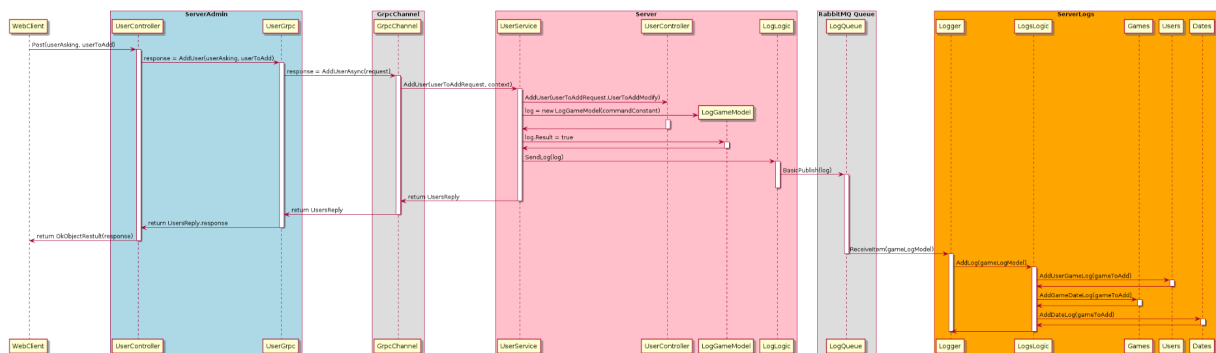 ServerAdmin
GrpcChannel
Server
RabbitMQ Queue
ServerLogs
WebClient
UserController
UserGrpc
GrpcChannel
UserService
UserController
LogLogic
LogQueue
Logger
LogsLogic
Games
Users
Dates
Post(userAsking, userToAdd)
response = AddUser(userAsking, userToAdd)
response = AddUserAsync(request)
AddUser(userToAddRequest, context)
AddUser(userToAddRequest.UserToAddModify)
log = new LogGameModel(commandConstant)
LogGameModel
log.Result = true
SendLog(log)
BasicPublish(log)
return UsersReply
return UsersReply
return UsersReply.response
return OkObjectRestult(response)
ReceiveItem(gameLogModel)
AddLog(gameLogModel)
AddUserGameLog(gameToAdd)
AddGameDateLog(gameToAdd)
AddDateLog(gameToAdd)
WebClient
UserController
UserGrpc
GrpcChannel
UserService
UserController
LogGameModel
LogLogic
LogQueue
Logger
LogsLogic
Games
Users
Dates